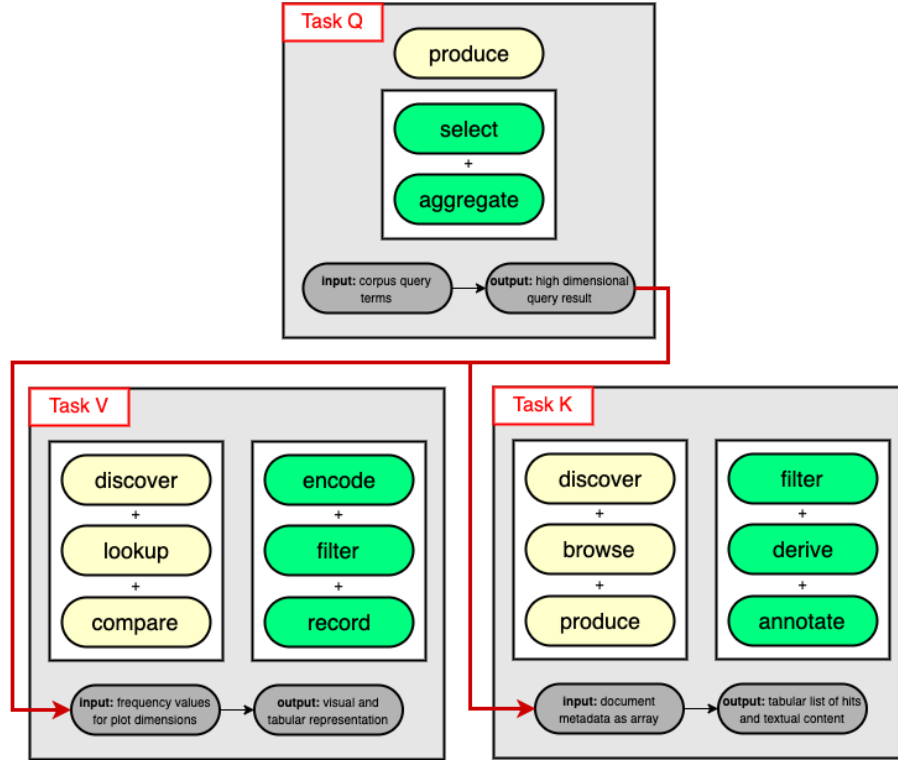 Task Q
produce
select
+
aggregate
input: corpus query
terms
output: high dimensional
query result
Task V
discover
+
lookup
+
compare
encode
+
filter
+
record
input: frequency values
for plot dimensions
output: visual and
tabular representation
Task K
discover
+
browse
+
produce
filter
+
derive
+
annotate
input: document
metadata as array
output: tabular list of hits
and textual content